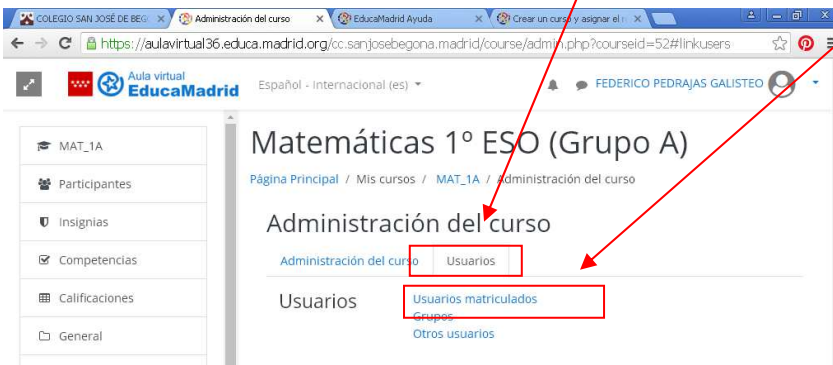 COLEGIO SAN JOSÉ DE BEG
Administración del curso
EducaMadrid Ayuda
Crear un curso y asignar el
https://aulavirtual36.educa.madrid.org/cc.sanjosebegona.madrid/course/admin.php?courseid=52#linkusers
Aula virtual
EducaMadrid
Español - Internacional (es)
FEDERICO PEDRAJAS GALISTEO
MAT_1A
Participantes
Insignias
Competencias
Calificaciones
General
Matemáticas 1º ESO (Grupo A)
Página Principal / Mis cursos / MAT_1A / Administración del curso
Administración del curso
Administración del curso Usuarios
Usuarios
Usuarios matriculados
Grupos
Otros usuarios